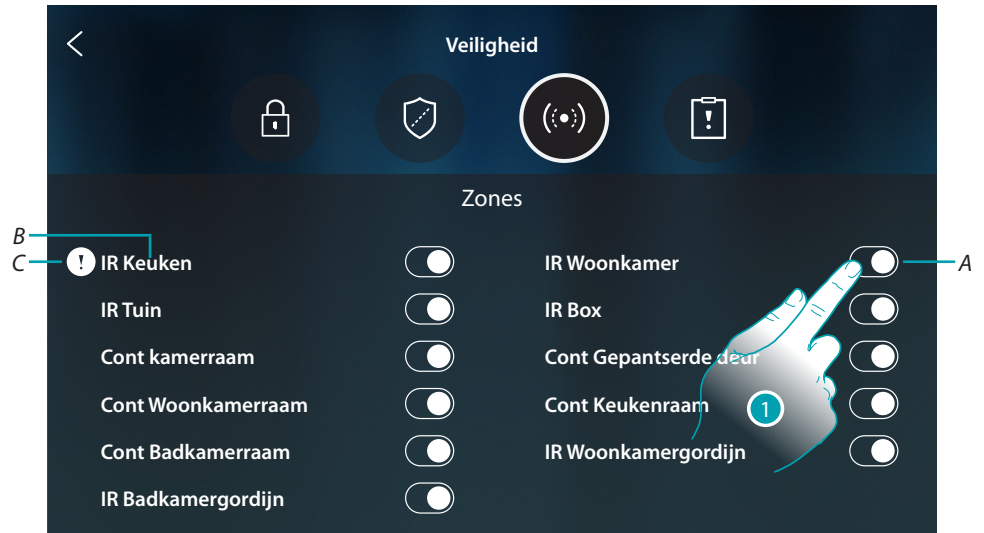 Veiligheid
Zones
B
C
! IR Keuken
IR Tuin
Cont kamerraam
Cont Woonkamerraam
Cont Badkamerraam
IR Badkamergordijn
IR Woonkamer
A
IR Box
Cont Gepantserde deur
Cont Keukenraam
1
IR Woonkamergordijn